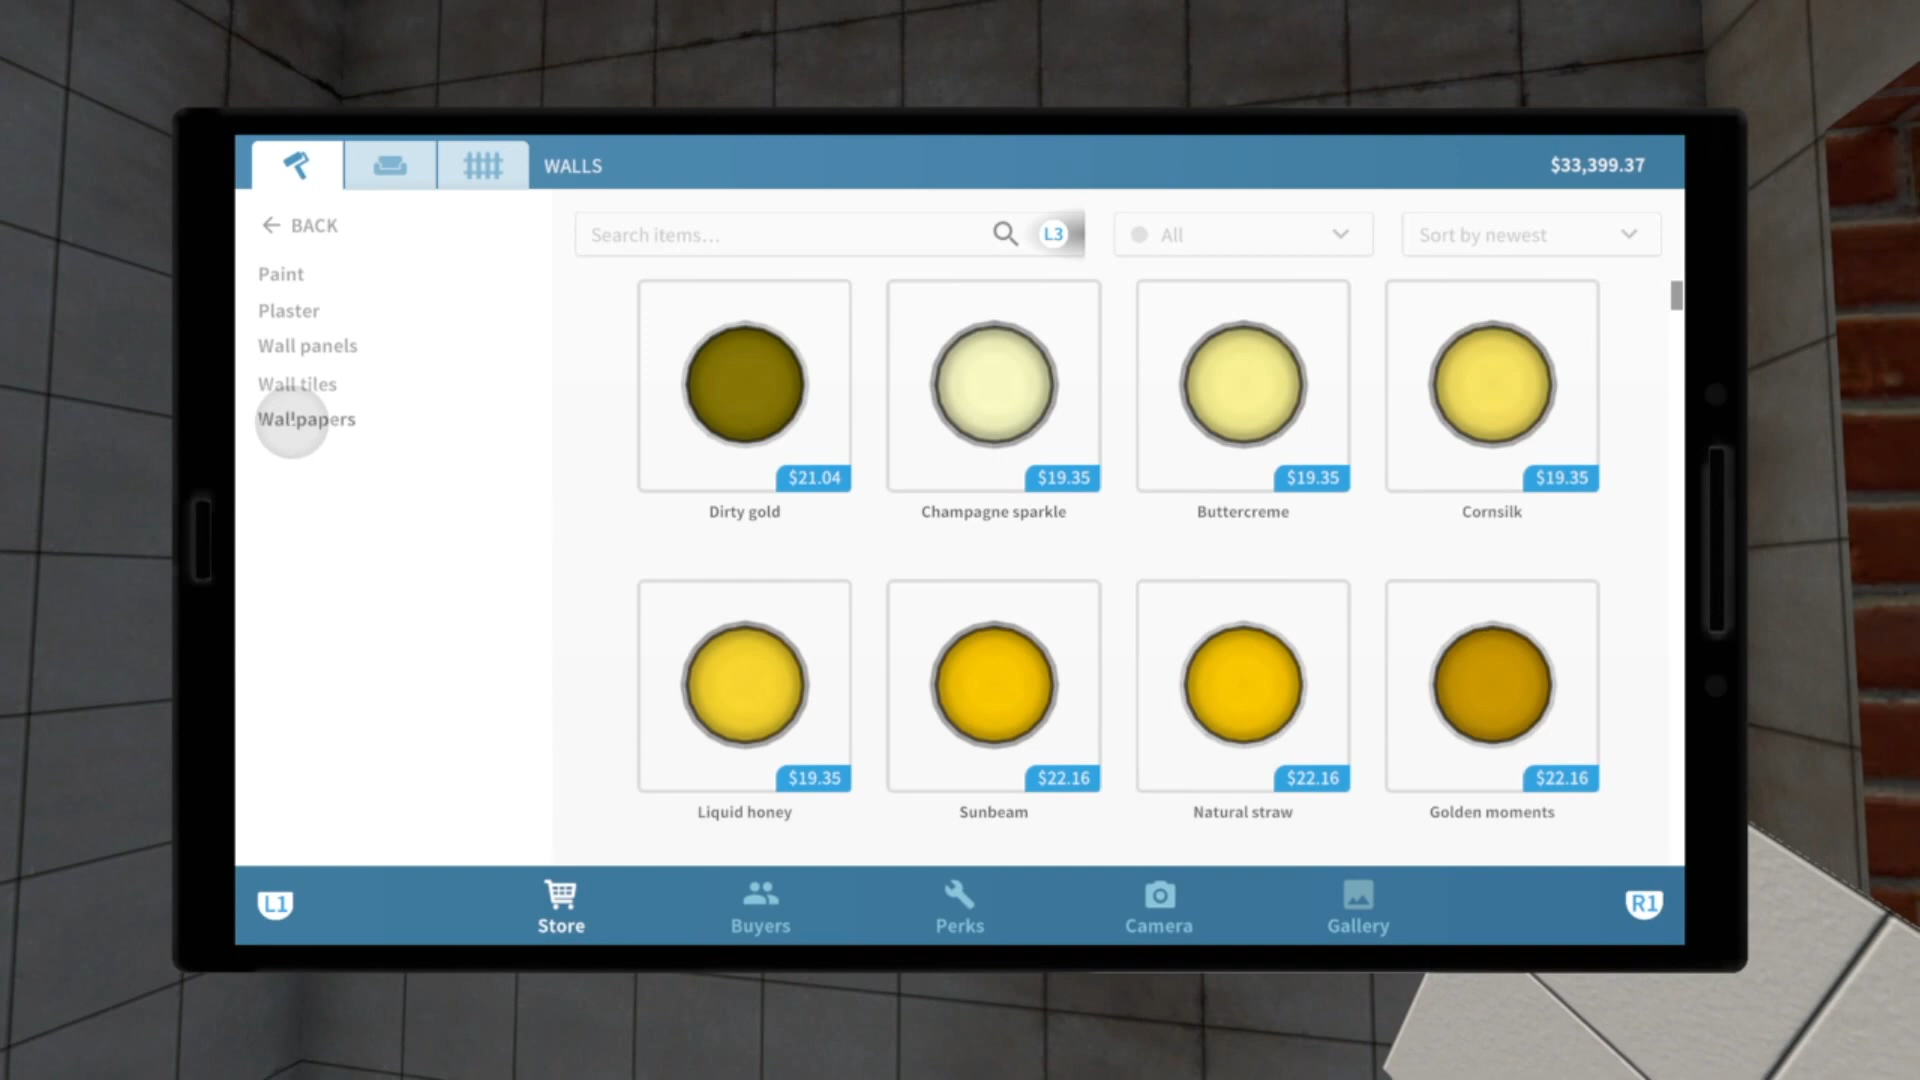 WALLS
$33,399.37
BACK
Paint
Plaster
Wall panels
Wall tiles
Wallpapers
Search items...
L3
All
Sort by newest
$21.04
$19.35
$19.35
$19.35
Dirty gold
Champagne sparkle
Buttercreme
Cornsilk
$19.35
$22.16
$22.16
$22.16
Liquid honey
Sunbeam
Natural straw
Golden moments
L1
Store
Buyers
Perks
Camera
Gallery
R1